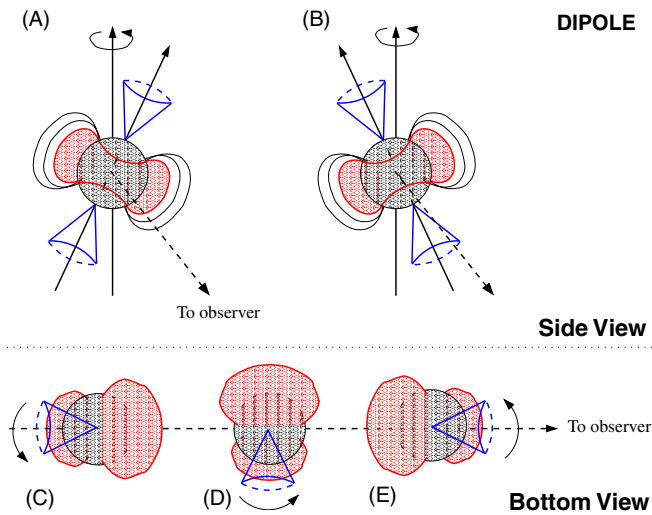 (A)
(B)
DIPOLE
To observer
Side View
To observer
(C)
(D)
(E)
Bottom View